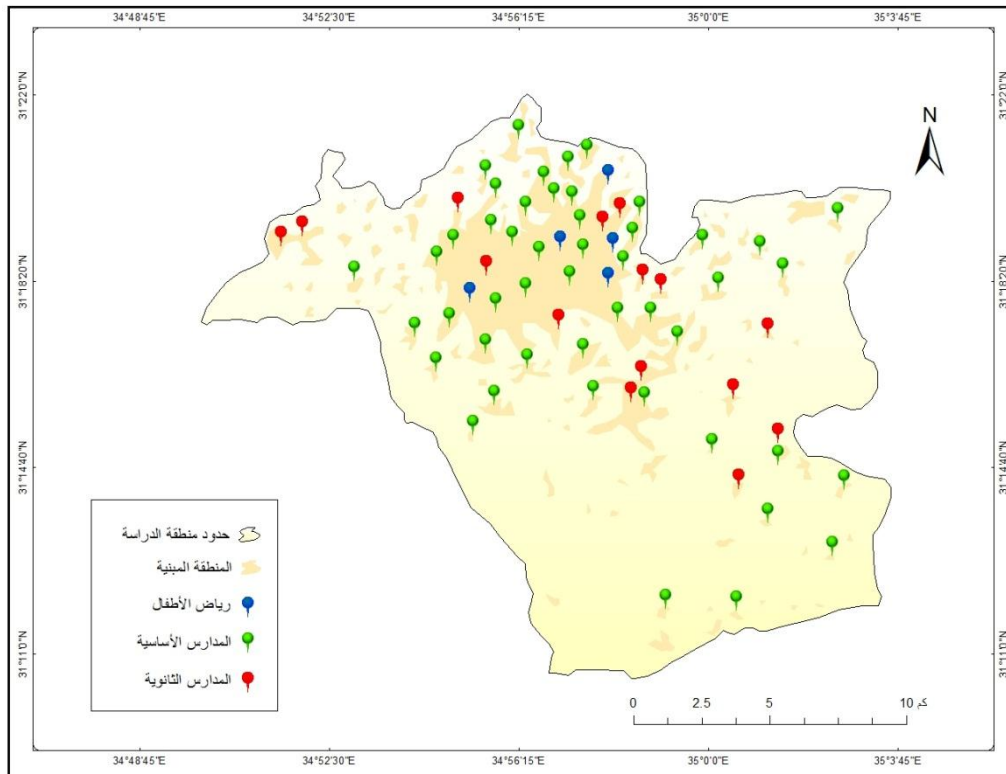 34°48'45"E 34°52'30"E 34°56'15"E 35°0'0"E 35°3'45"E
31°22'0"N 31°22'0"N
N
31°18'20"N 31°18'20"N
31°14'40"N 31°14'40"N
حدود منطقة الدراسة
المنطقة المبنية
رياض الأطفال
المدارس الأساسية
المدارس الثانوية
31°11'0"N 31°11'0"N
0 2.5 5 10 كم
34°48'45"E 34°52'30"E 34°56'15"E 35°0'0"E 35°3'45"E